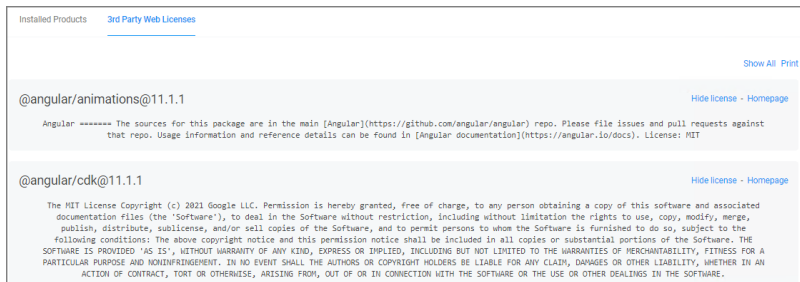 Installed Products 3rd Party Web Licenses
Show All Print
@angular/animations@11.1.1 Hide license - Homepage
Angular ======= The sources for this package are in the main [Angular](https://github.com/angular/angular) repo. Please file issues and pull requests against
that repo. Usage information and reference details can be found in [Angular documentation](https://angular.io/docs). License: MIT
@angular/cdk@11.1.1 Hide license - Homepage
The MIT License Copyright (c) 2021 Google LLC. Permission is hereby granted, free of charge, to any person obtaining a copy of this software and associated
documentation files (the 'Software'), to deal in the Software without restriction, including without limitation the rights to use, copy, modify, merge,
publish, distribute, sublicense, and/or sell copies of the Software, and to permit persons to whom the Software is furnished to do so, subject to the
following conditions: The above copyright notice and this permission notice shall be included in all copies or substantial portions of the Software. THE
SOFTWARE IS PROVIDED 'AS IS', WITHOUT WARRANTY OF ANY KIND, EXPRESS OR IMPLIED, INCLUDING BUT NOT LIMITED TO THE WARRANTIES OF MERCHANTABILITY, FITNESS FOR A
PARTICULAR PURPOSE AND NONINFRINGEMENT. IN NO EVENT SHALL THE AUTHORS OR COPYRIGHT HOLDERS BE LIABLE FOR ANY CLAIM, DAMAGES OR OTHER LIABILITY, WHETHER IN AN
ACTION OF CONTRACT, TORT OR OTHERWISE, ARISING FROM, OUT OF OR IN CONNECTION WITH THE SOFTWARE OR THE USE OR OTHER DEALINGS IN THE SOFTWARE.